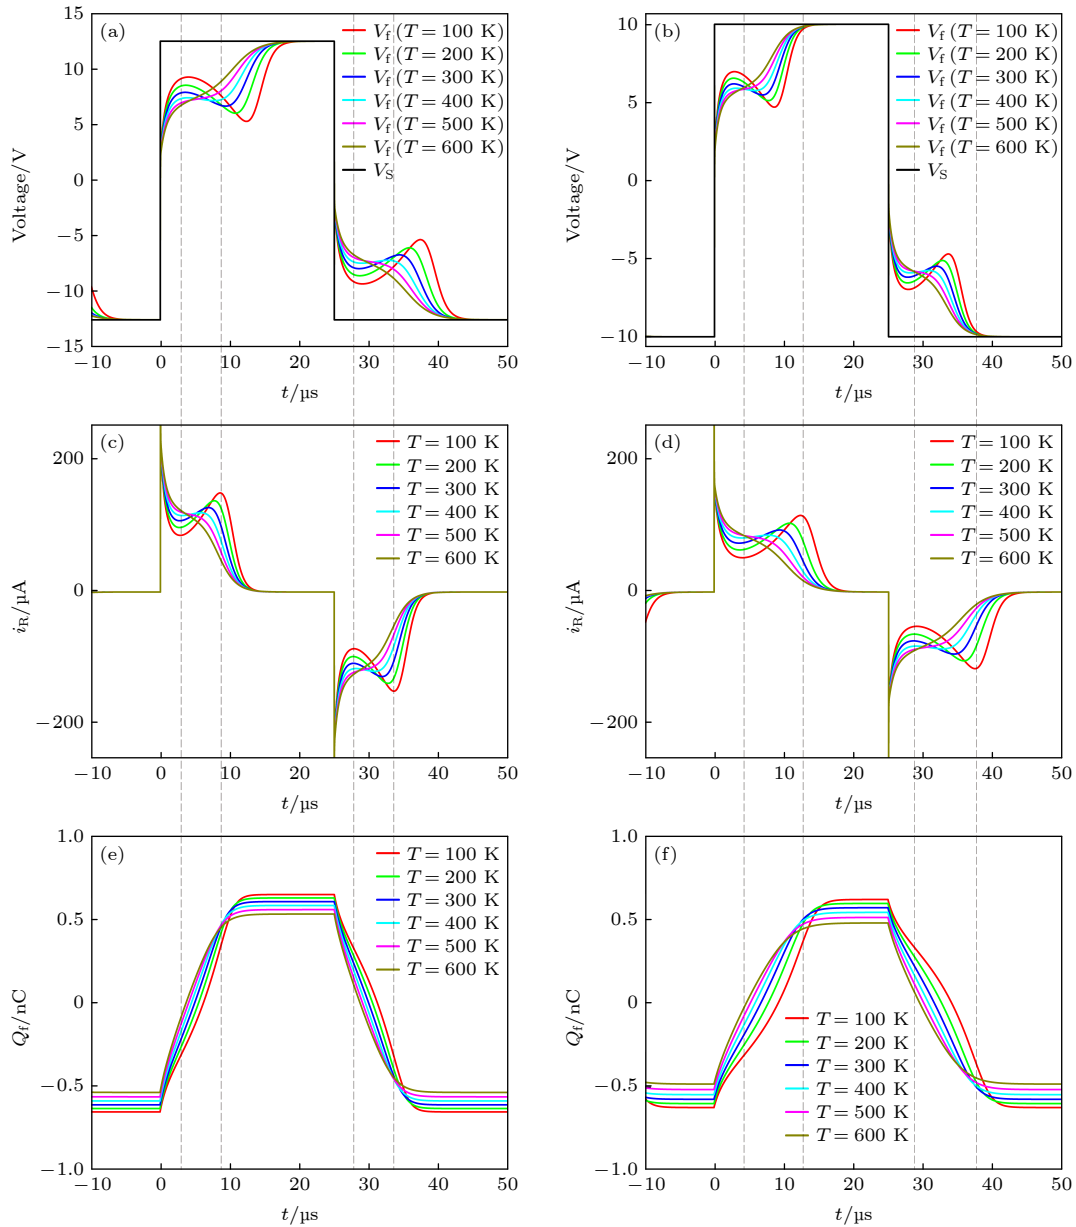 (a)
V_f (T = 100 K)
V_f (T = 200 K)
V_f (T = 300 K)
V_f (T = 400 K)
V_f (T = 500 K)
V_f (T = 600 K)
V_S
15
10
5
0
−5
−10
−15
Voltage/V
−10 0 10 20 30 40 50
t/μs
(b)
V_f (T = 100 K)
V_f (T = 200 K)
V_f (T = 300 K)
V_f (T = 400 K)
V_f (T = 500 K)
V_f (T = 600 K)
V_S
10
5
0
−5
−10
Voltage/V
−10 0 10 20 30 40 50
t/μs
(c)
T = 100 K
T = 200 K
T = 300 K
T = 400 K
T = 500 K
T = 600 K
200
0
−200
i_R/μA
−10 0 10 20 30 40 50
t/μs
(d)
T = 100 K
T = 200 K
T = 300 K
T = 400 K
T = 500 K
T = 600 K
200
0
−200
i_R/μA
−10 0 10 20 30 40 50
t/μs
(e)
T = 100 K
T = 200 K
T = 300 K
T = 400 K
T = 500 K
T = 600 K
1.0
0.5
0
−0.5
−1.0
Q_f/nC
−10 0 10 20 30 40 50
t/μs
(f)
T = 100 K
T = 200 K
T = 300 K
T = 400 K
T = 500 K
T = 600 K
1.0
0.5
0
−0.5
−1.0
Q_f/nC
−10 0 10 20 30 40 50
t/μs